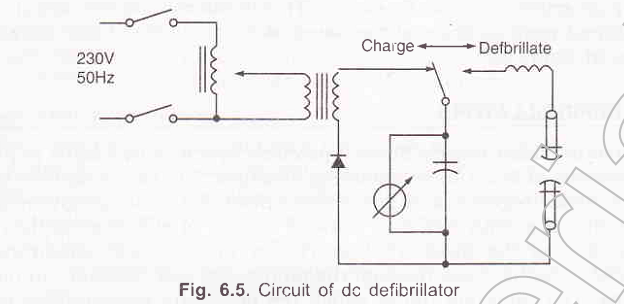 230V
50Hz
Charge
Defbrillate
Fig. 6.5. Circuit of dc defibrillator